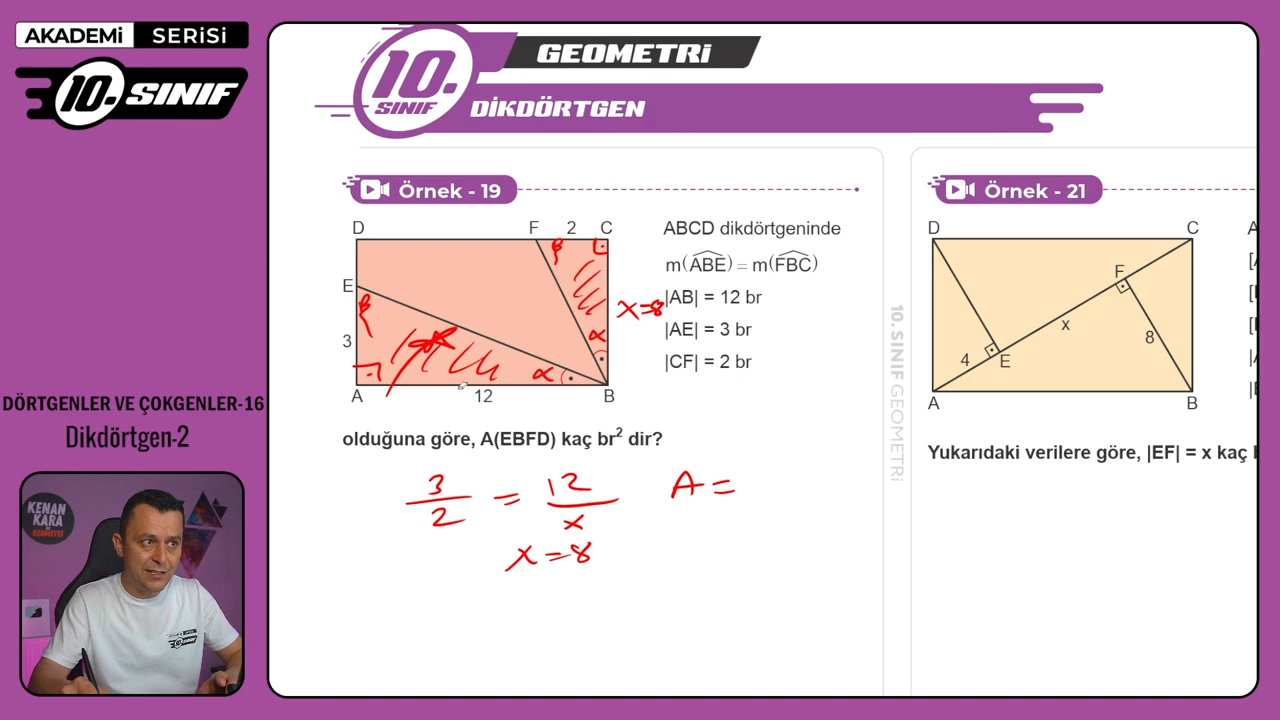 AKADEMİ SERİSİ
10. SINIF
10. SINIF
GEOMETRİ
DİKDÖRTGEN
Örnek - 19
D F 2 C
E
3
A 12 B
β β α α
x=8
ABCD dikdörtgeninde
m(ABE) = m(FBC)
|AB| = 12 br
|AE| = 3 br
|CF| = 2 br
olduğuna göre, A(EBFD) kaç br² dir?
3/2 = 12/x
x=8
A =
10. SINIF GEOMETRİ
Örnek - 21
D C
F
x
8
4 E
A B
Yukarıdaki verilere göre, |EF| = x kaç
DÖRTGENLER VE ÇOKGENLER-16
Dikdörtgen-2
KENAN
KARA
GEOMETRİ
10.SINIF